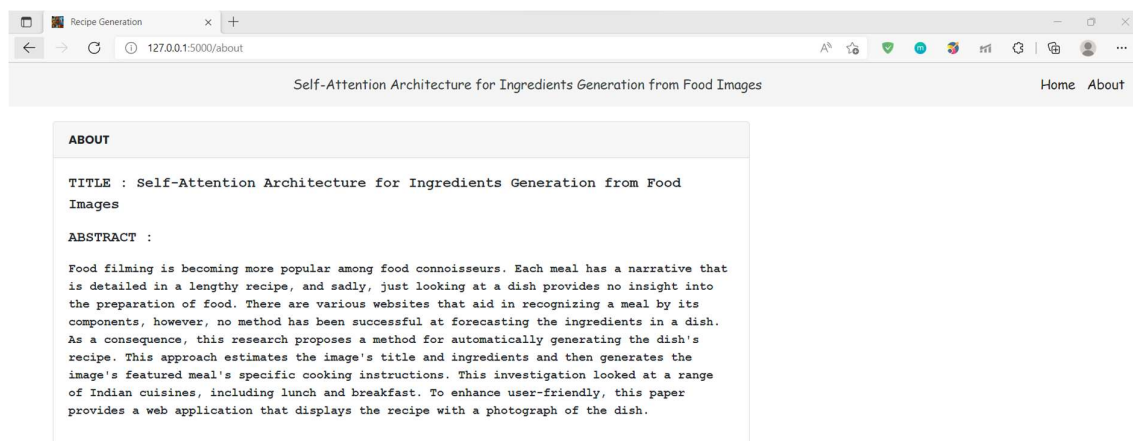 Recipe Generation
127.0.0.1:5000/about
Self-Attention Architecture for Ingredients Generation from Food Images
Home About
ABOUT
TITLE : Self-Attention Architecture for Ingredients Generation from Food
Images
ABSTRACT :
Food filming is becoming more popular among food connoisseurs. Each meal has a narrative that
is detailed in a lengthy recipe, and sadly, just looking at a dish provides no insight into
the preparation of food. There are various websites that aid in recognizing a meal by its
components, however, no method has been successful at forecasting the ingredients in a dish.
As a consequence, this research proposes a method for automatically generating the dish's
recipe. This approach estimates the image's title and ingredients and then generates the
image's featured meal's specific cooking instructions. This investigation looked at a range
of Indian cuisines, including lunch and breakfast. To enhance user-friendly, this paper
provides a web application that displays the recipe with a photograph of the dish.